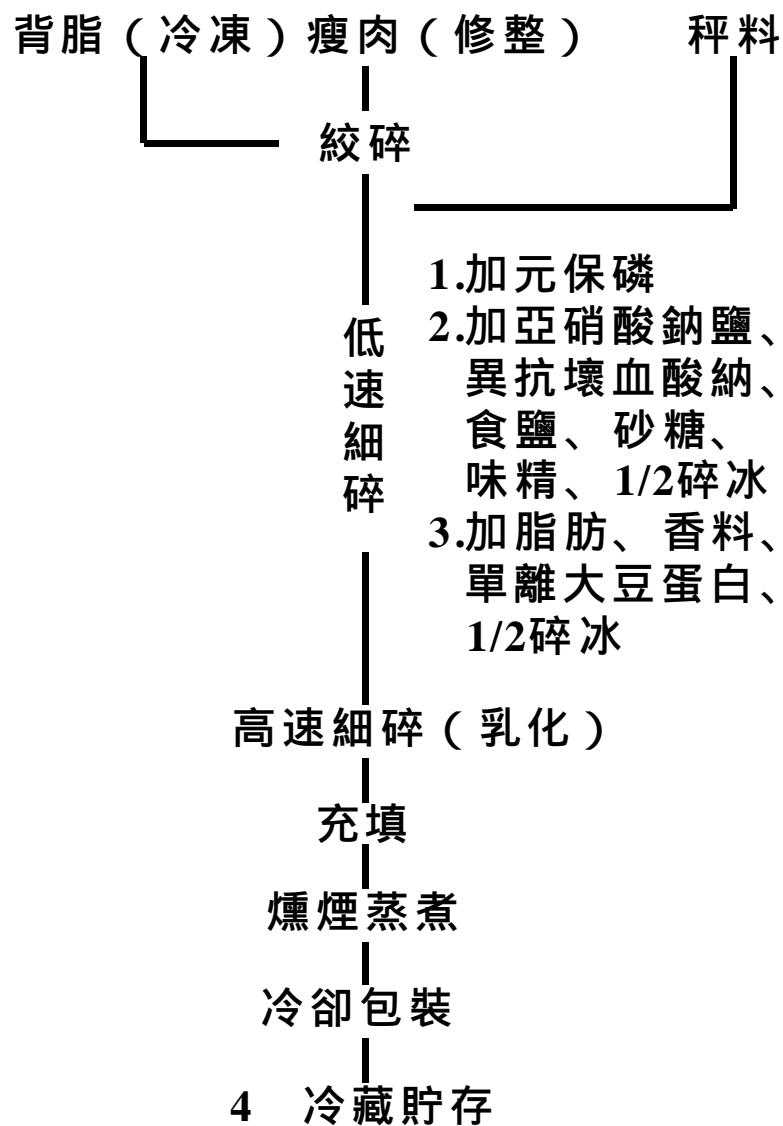 背脂（冷凍）瘦肉（修整） 秤料
絞碎
低速細碎
1.加元保磷
2.加亞硝酸鈉鹽、
異抗壞血酸納、
食鹽、砂糖、
味精、1/2碎冰
3.加脂肪、香料、
單離大豆蛋白、
1/2碎冰
高速細碎（乳化）
充填
燻煙蒸煮
冷卻包裝
4 冷藏貯存